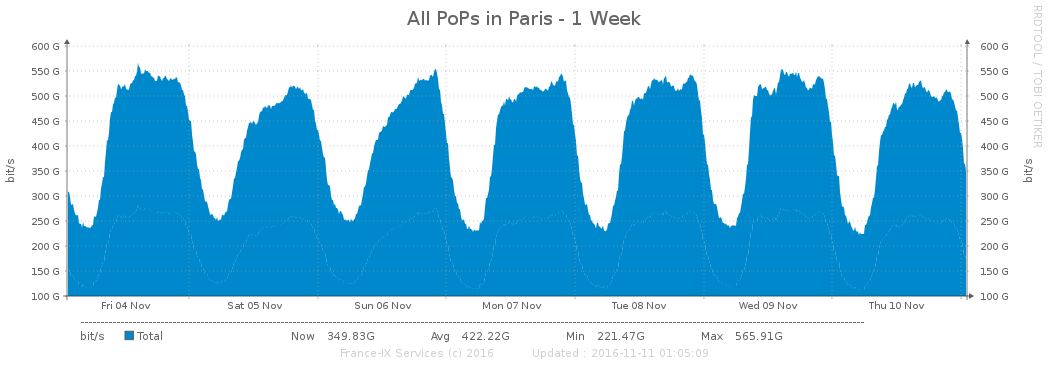 All PoPs in Paris - 1 Week
RRDTOOL / TOBI OETIKER
600 G 600 G
550 G 550 G
500 G 500 G
450 G 450 G
400 G 400 G
350 G 350 G
300 G 300 G
250 G 250 G
200 G 200 G
150 G 150 G
100 G 100 G
bit/s
bit/s
Fri 04 Nov Sat 05 Nov Sun 06 Nov Mon 07 Nov Tue 08 Nov Wed 09 Nov Thu 10 Nov
bit/s Total Now 349.83G Avg 422.22G Min 221.47G Max 565.91G
France-IX Services (c) 2016 Updated : 2016-11-11 01:05:09